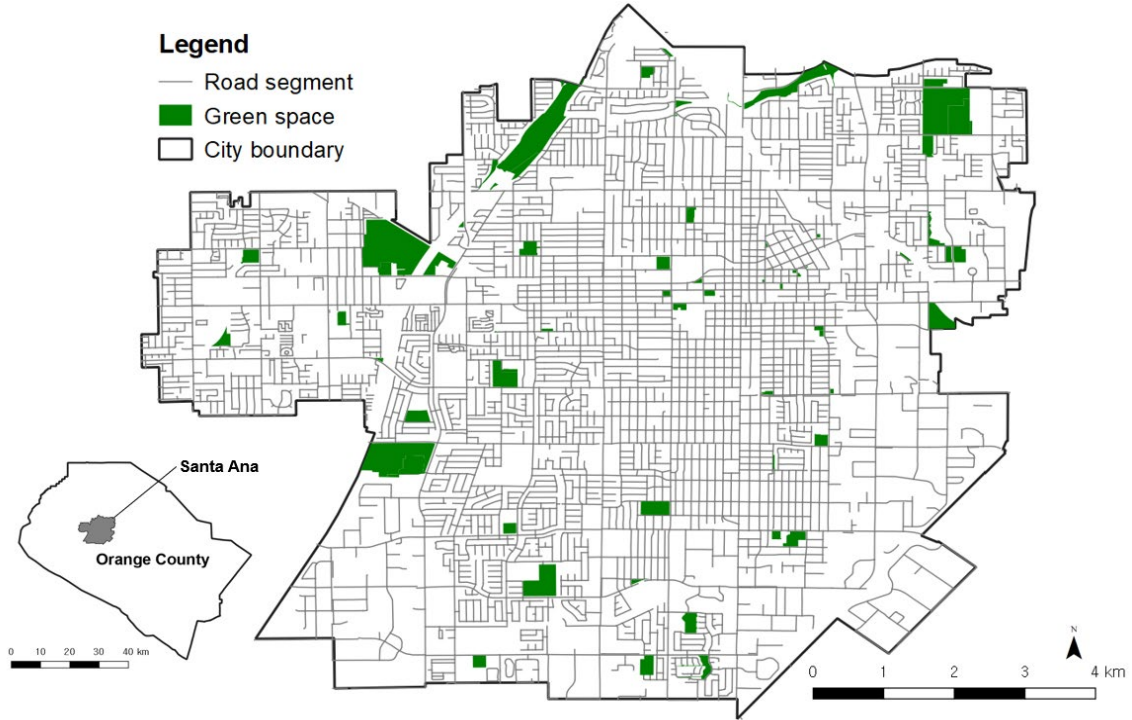 Legend
Road segment
Green space
City boundary
Santa Ana
Orange County
0 10 20 30 40 km
N
0 1 2 3 4 km